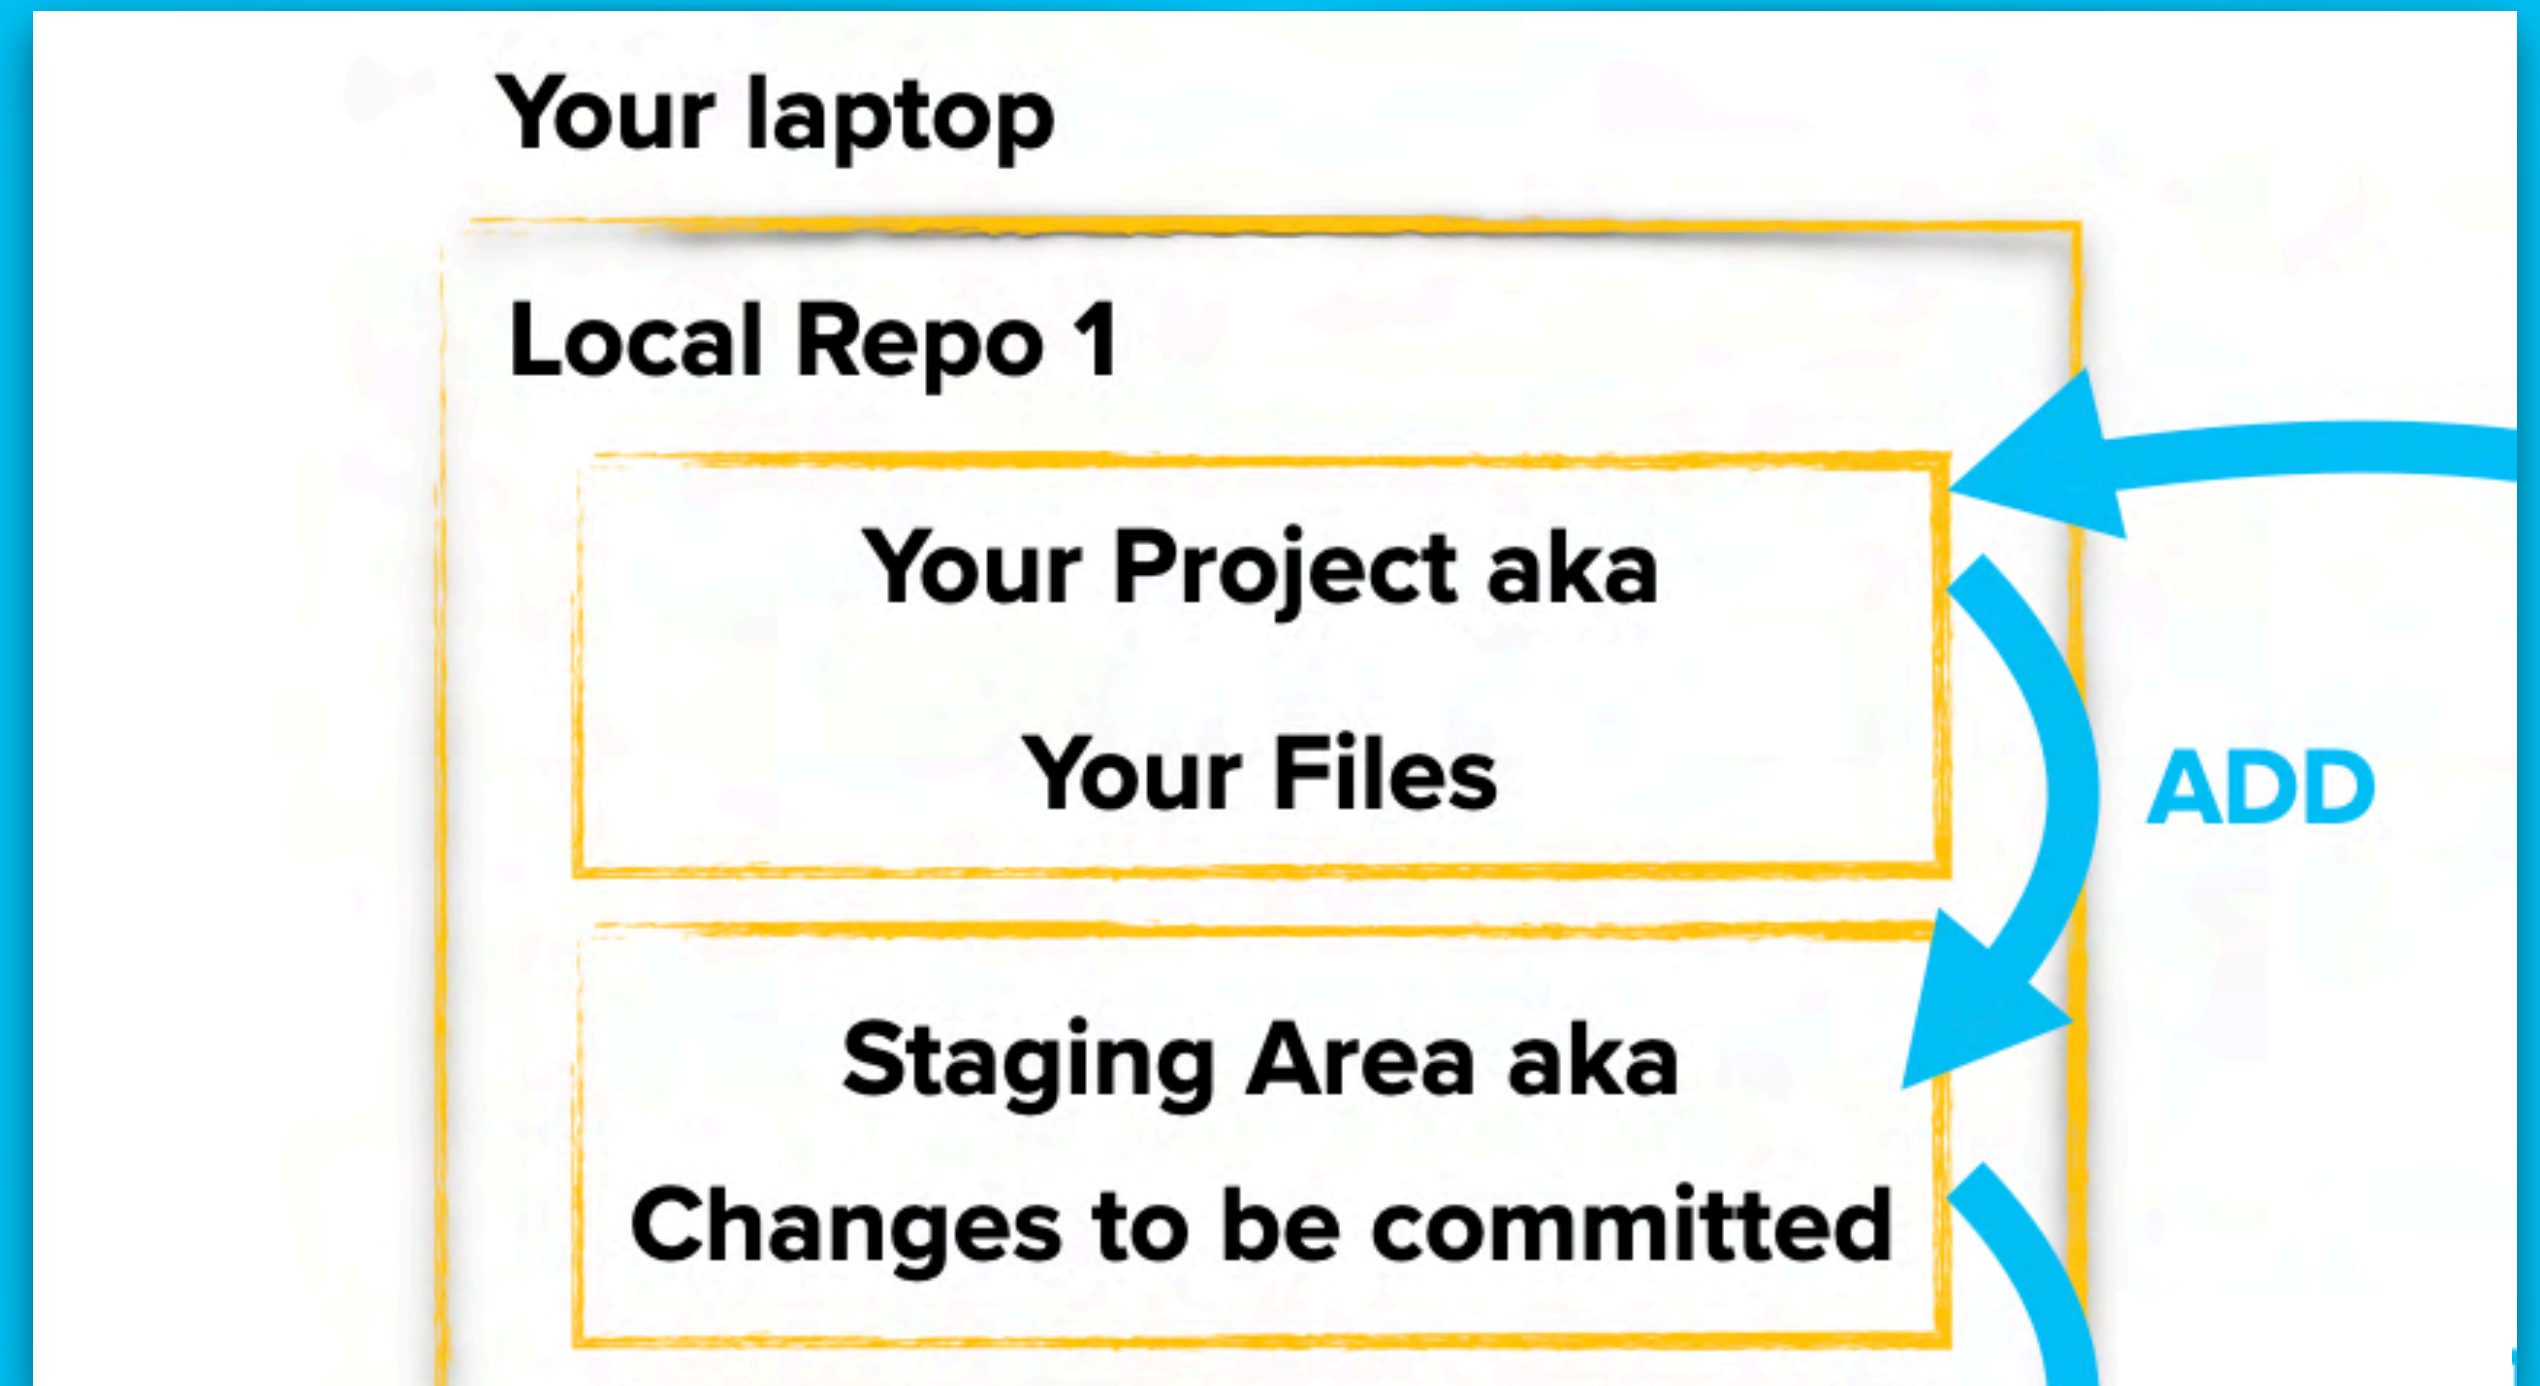 Your laptop
Local Repo 1
Your Project aka
Your Files
ADD
Staging Area aka
Changes to be committed